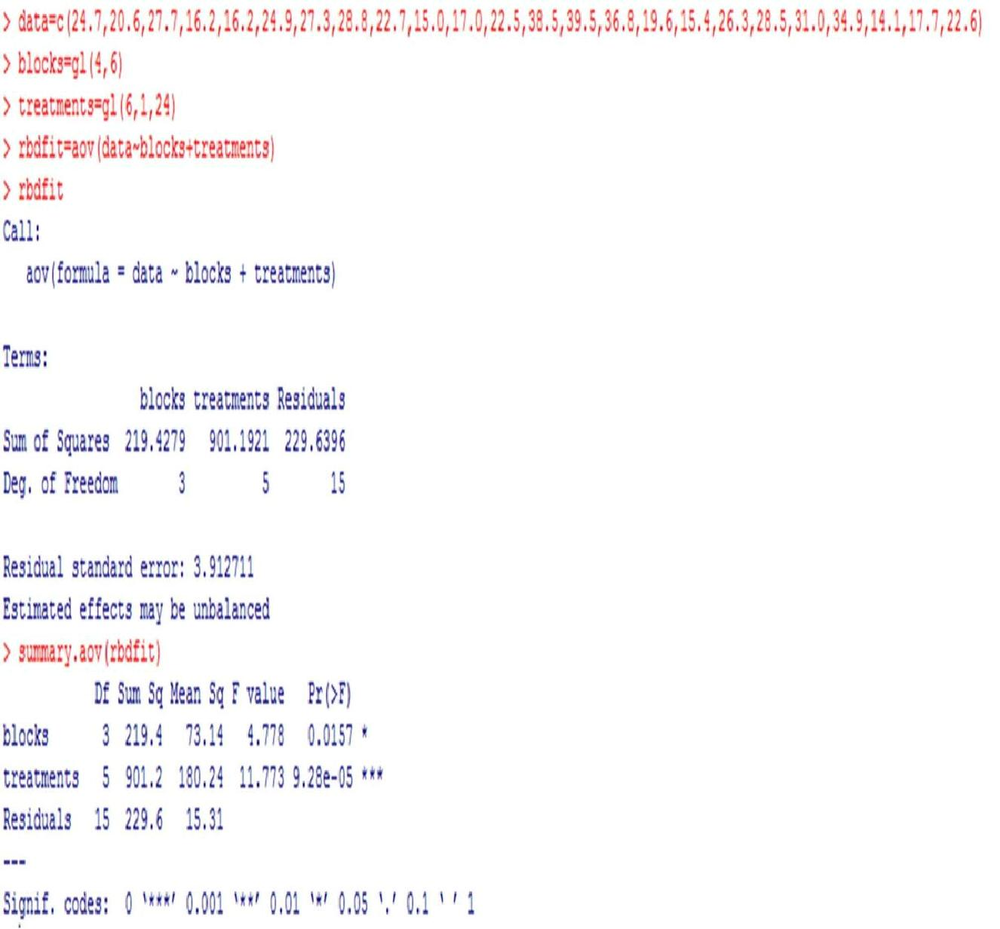 > data=c(24.7,20.6,27.7,16.2,16.2,24.9,27.3,28.8,22.7,15.0,17.0,22.5,38.5,39.5,36.8,19.6,15.4,26.3,28.5,31.0,34.9,14.1,17.7,22.6)
> blocks=gl(4,6)
> treatments=gl(6,1,24)
> rbdfit=aov(data~blocks+treatments)
> rbdfit
Call:
aov(formula = data ~ blocks + treatments)
Terms:
blocks treatments Residuals
Sum of Squares 219.4279 901.1921 229.6396
Deg. of Freedom 3 5 15
Residual standard error: 3.912711
Estimated effects may be unbalanced
> summary.aov(rbdfit)
Df Sum Sq Mean Sq F value Pr(>F)
blocks 3 219.4 73.14 4.778 0.0157 *
treatments 5 901.2 180.24 11.773 9.28e-05 ***
Residuals 15 229.6 15.31
---
Signif. codes: 0 ‘***’ 0.001 ‘**’ 0.01 ‘*’ 0.05 ‘.’ 0.1 ‘ ’ 1